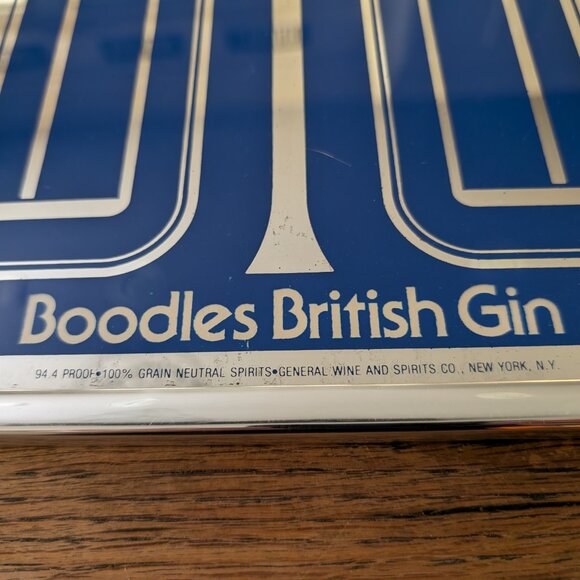 Boodles British Gin
94.4 PROOF•100% GRAIN NEUTRAL SPIRITS•GENERAL WINE AND SPIRITS CO., NEW YORK, N.Y.